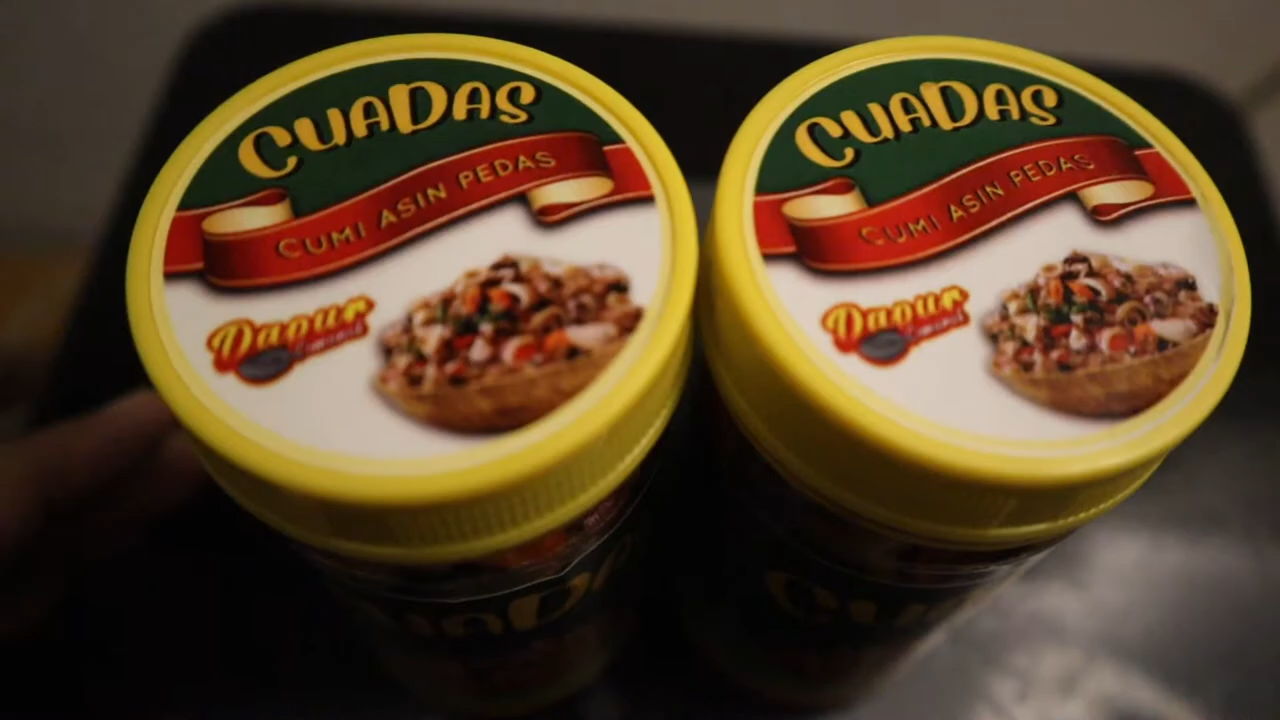 CUADAS
CUMI ASIN PEDAS
Dapur
CUADAS
CUMI ASIN PEDAS
Dapur